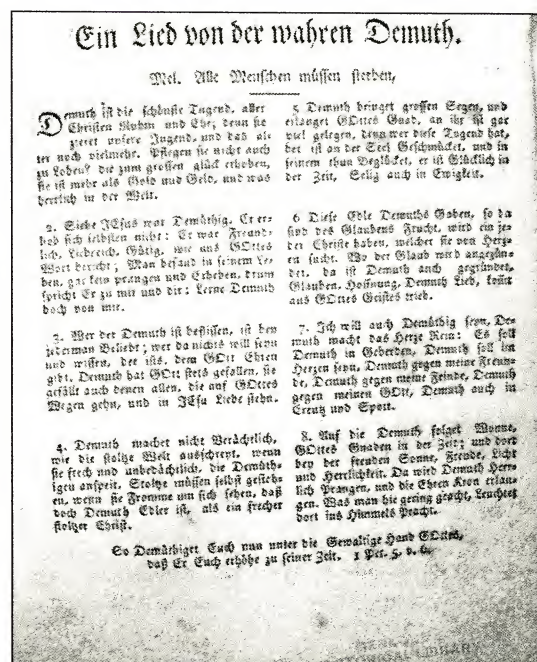 Ein Lied von der wahren Demuth.
Mel. Alle Menschen müssen sterben,
Demuth ist die schönste Tugend, aller
Christen Ruhm und Ehr, denn sie
zieret unsre Jugend, und das al-
ter noch vielmehr. Pflegen sie nicht auch
zu Loben? die zum grossen glück erhoben,
sie ist mehr als Gold und Geld, und was
herrlich in der Welt.
2. Siehe JEsus war Demüthig. Er er-
hob sich selbsten nicht: Er war Freund-
lich, Liebreich, Gütig, wie uns GOttes
Wort bericht; Man befand in seinem Le-
ben, gar kein prangen und Erheben, drum
spricht Er zu mir und dir: Lerne Demuth
doch von mir.
3. Wer der Demuth ist beflissen, ist bey
jederman Beliebt; wer da nichts will seyn
und wissen, der ists, dem GOtt Ehren
gibt. Demuth hat GOtt stets gefallen, sie
gefällt auch denen allen, die auf GOttes
Wegen gehn, und in JEsu Liebe stehn.
4. Demuth machet nicht Verächtlich,
wie die stoltze Welt ausschreyt, wenn
sie frech und unbedächtlich, die Demüth-
igen anspeit. Stoltze müssen selbst gesteh-
en, wenn sie Fromme um sich sehen, daß
doch Demuth Edler ist, als ein frecher
stoltzer Christ.
5 Demuth bringet grossen Segen, und
erlanget GOttes Gnad, an ihr ist gar
viel gelegen, denn wer diese Tugend hat,
der ist an der Seel Geschmücket, und in
seinem thun Beglücket, er ist Glücklich in
der Zeit, Selig auch in Ewigkeit.
6 Diese Edle Demuths Gaben, so da
sind des Glaubens Frucht, wird ein je-
der Christe haben, welcher sie von Herz-
en sucht. Wo der Glaub wird angezün-
det, da ist Demuth auch gegründet,
Glauben, Hoffnung, Demuth Lieb, komt
aus GOttes Geistes trieb.
7. Ich will auch Demüthig seyn, De-
muth macht das Herze Rein: Es soll
Demuth in Geberden, Demuth soll im
Herzen seyn, Demuth gegen meine Freun-
de, Demuth gegen meine Feinde, Demuth
gegen meinen GOtt, Demuth auch in
Creutz und Spott.
8. Auf die Demuth folget Wonne,
GOttes Gnaden in der Zeit; und dort
bey der freuden Sonne, Freude, Licht
und Herrlichkeit. Da wird Demuth Herr-
lich Prangen, und die Ehren Kron erlan-
gen. Was man hie gering geacht, Leuchtet
dort ins Himmels Pracht.
So Demüthiget Euch nun unter die Gewaltige Hand GOttes,
daß Er Euch erhöhe zu seiner Zeit. 1 Pet. 5. v. 6.
LIBRARY